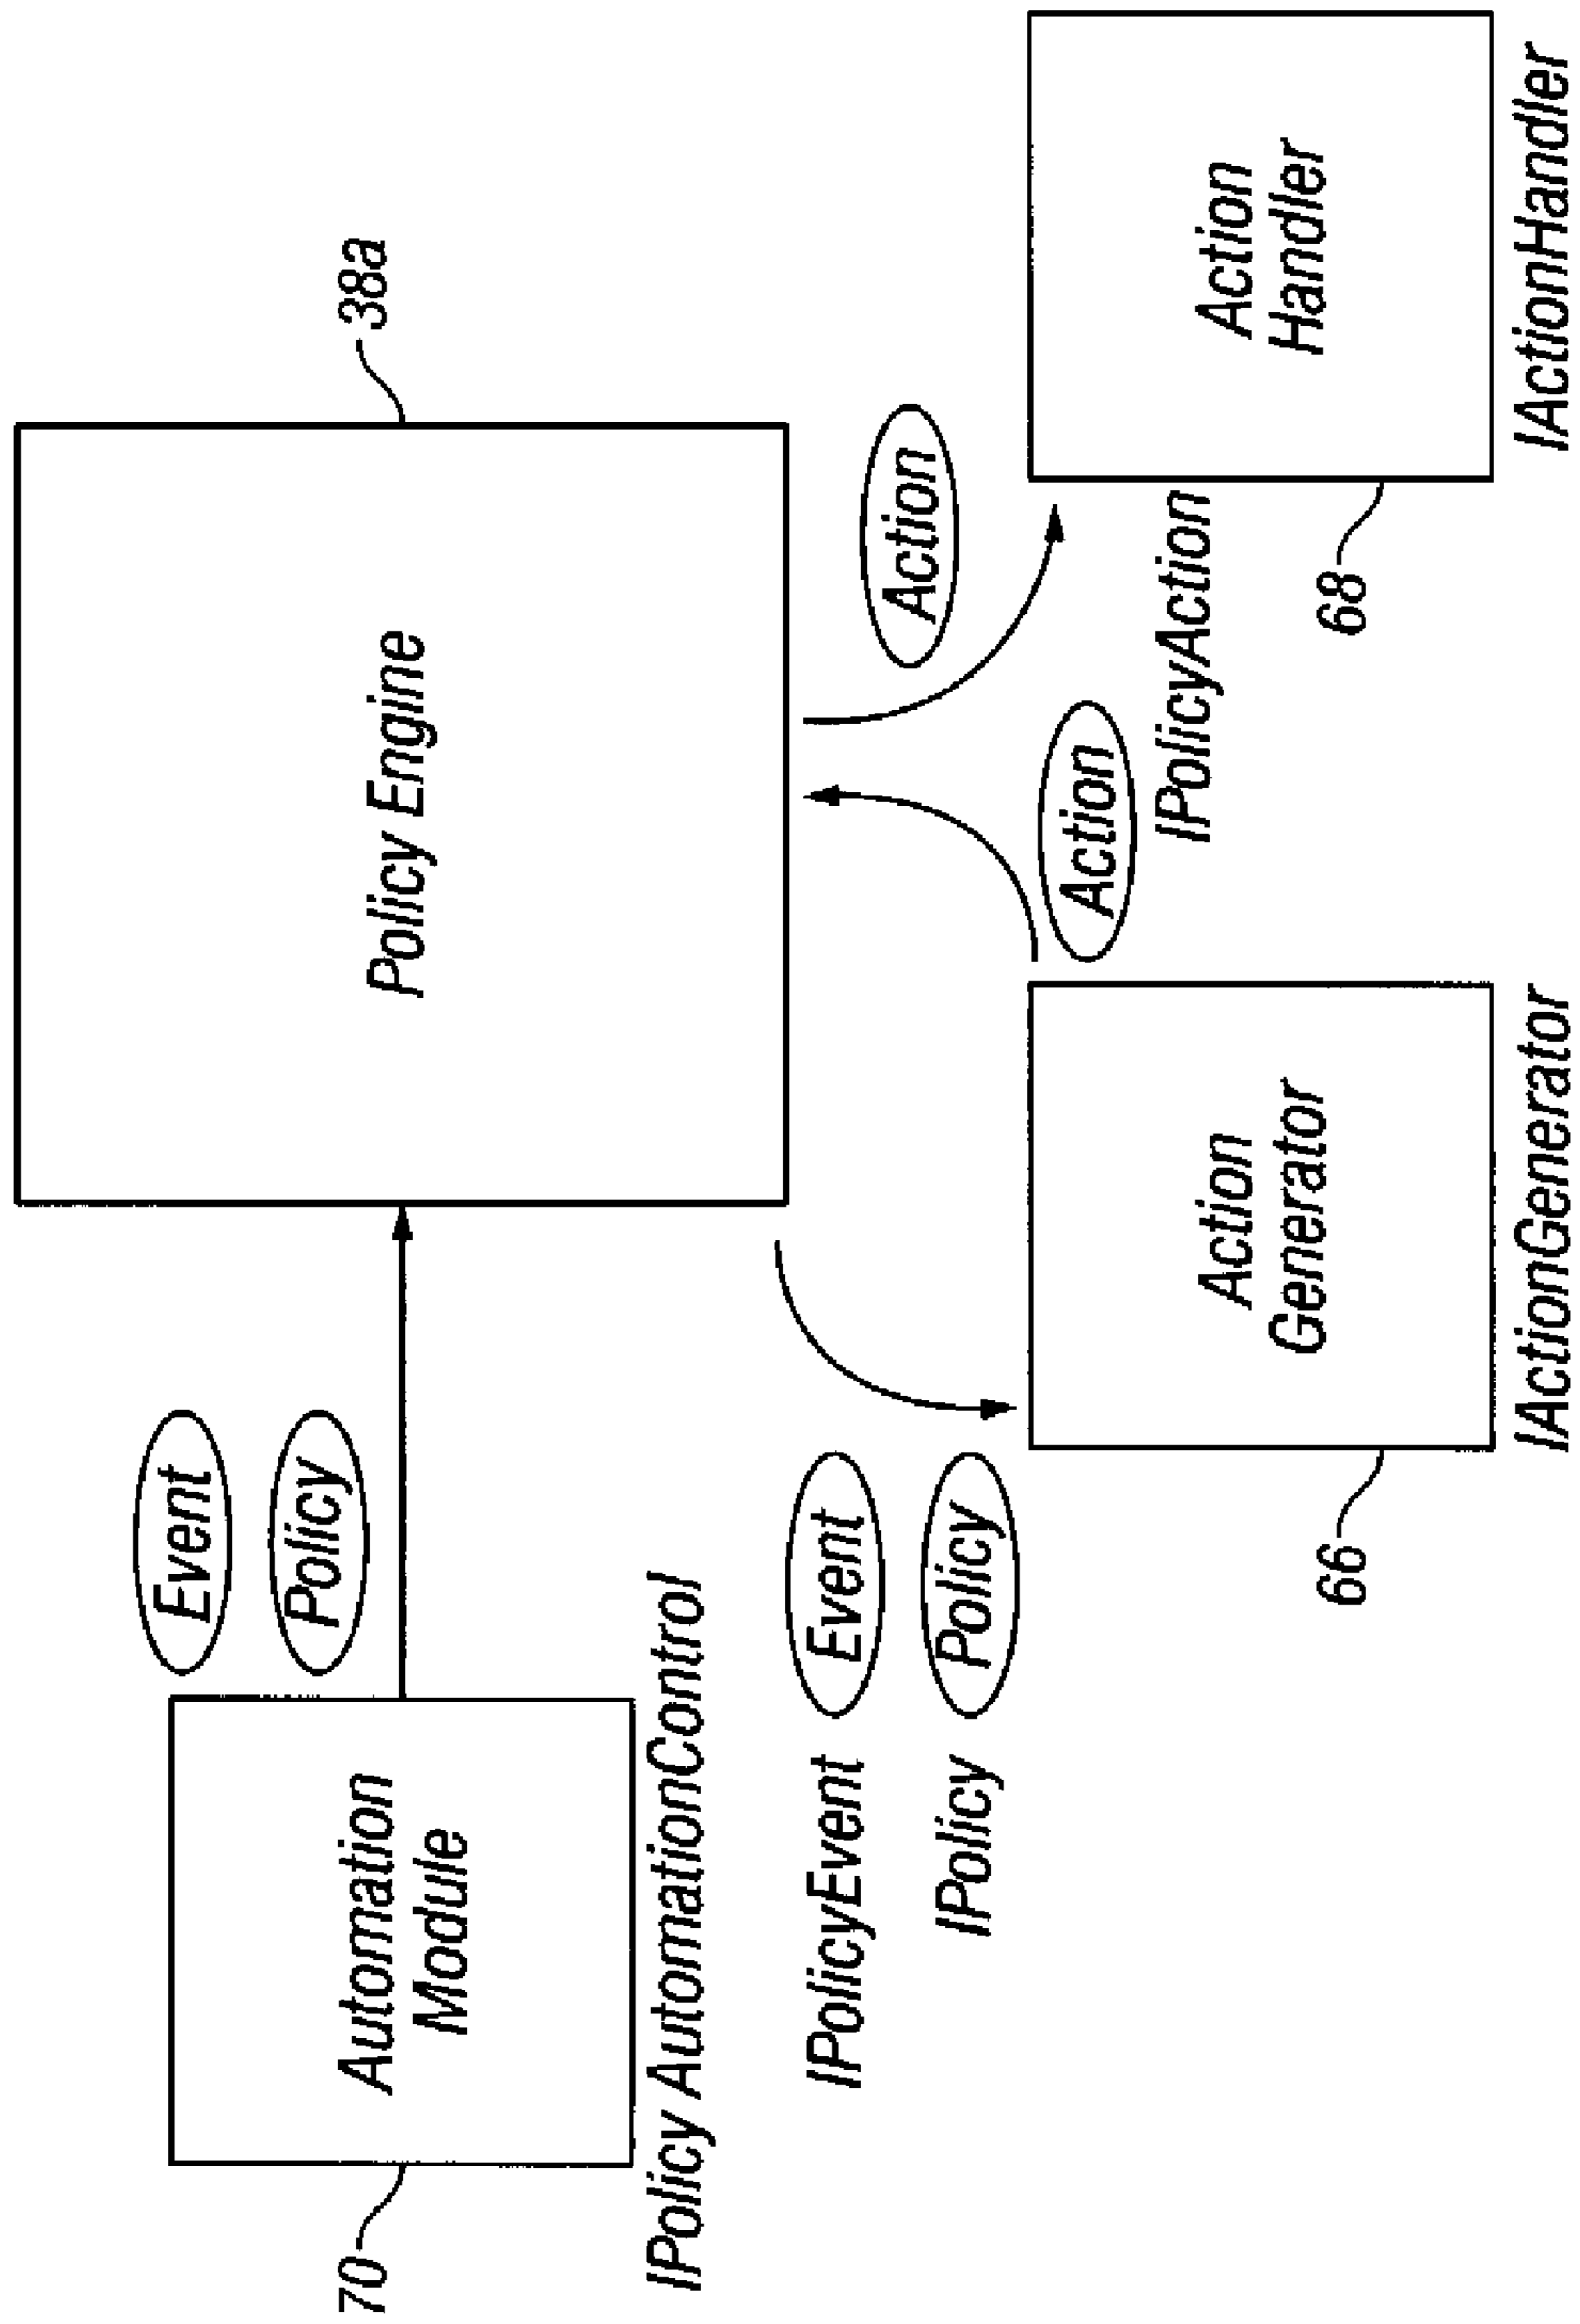 Event
Policy
70
Automation
Module
IPolicy AutomationControl
Policy Engine
38a
IPolicyEvent
Event
IPolicy
Policy
Action
Action
IPolicyAction
66
Action
Generator
IActionGenerator
68
Action
Handler
IActionHandler